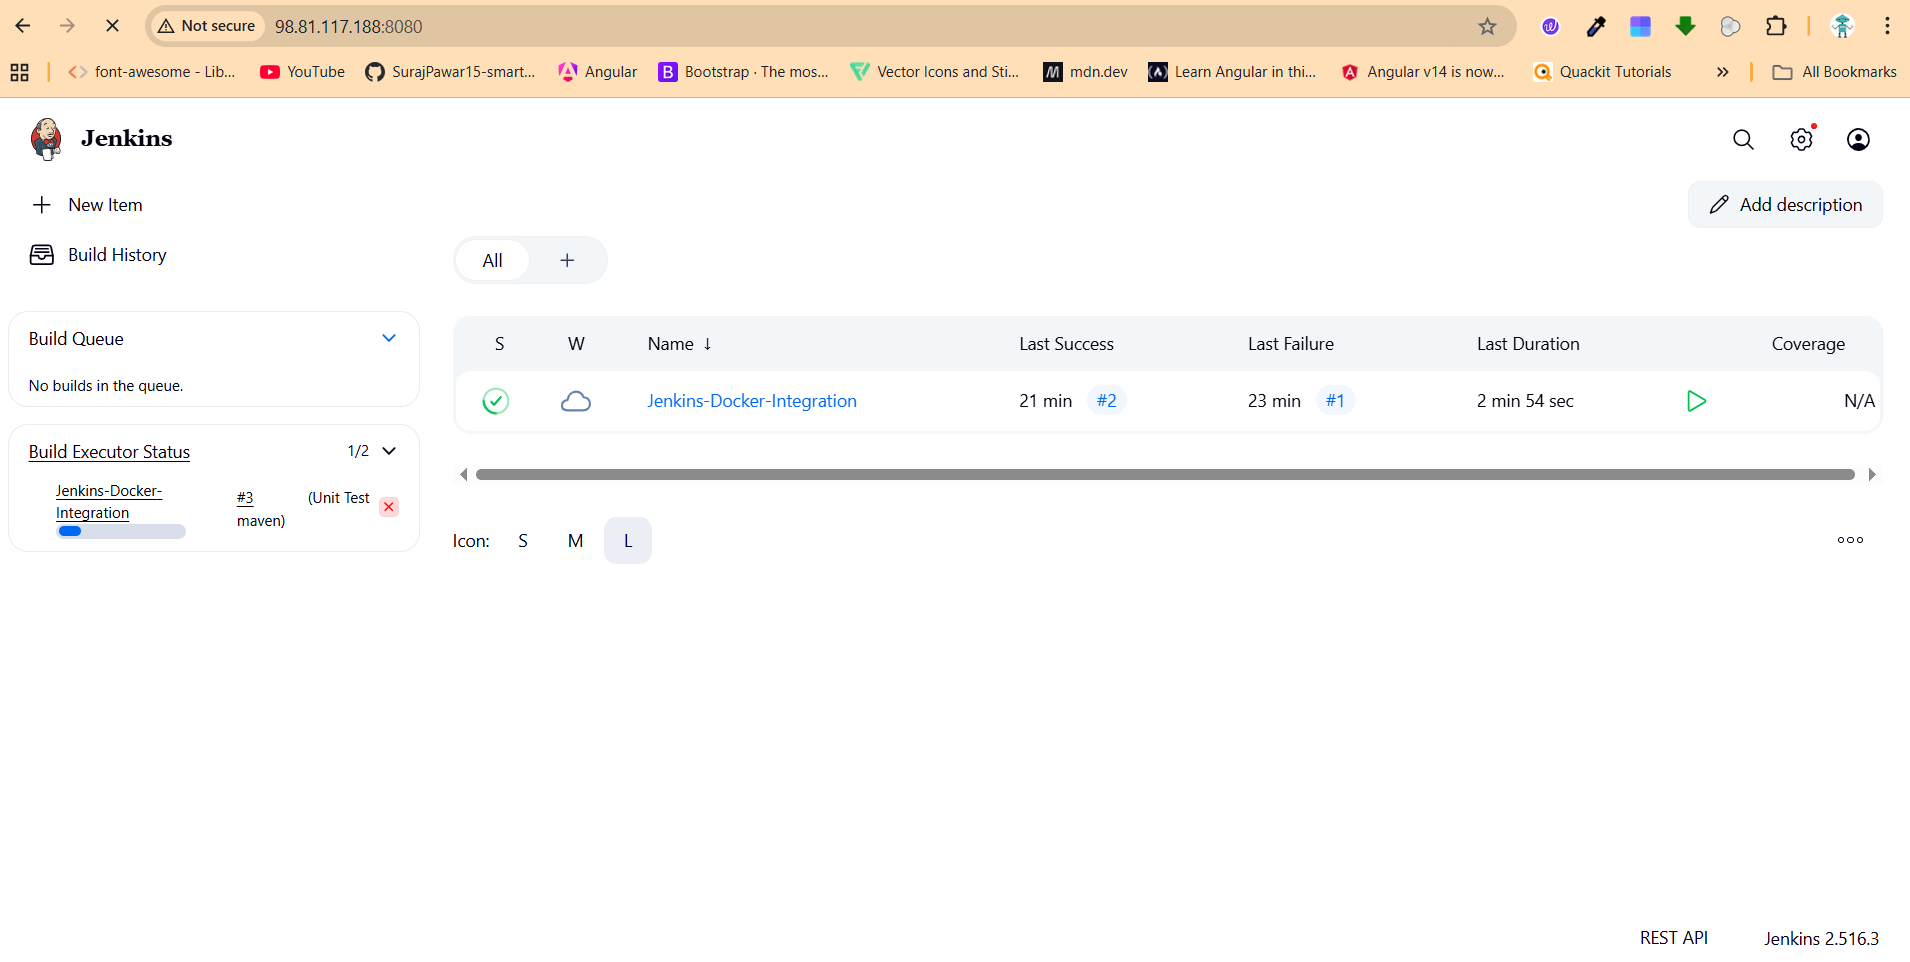 Not secure 98.81.117.188:8080
font-awesome - Lib... YouTube SurajPawar15-smart... Angular Bootstrap · The mos... Vector Icons and Sti... mdn.dev Learn Angular in thi... Angular v14 is now... Quackit Tutorials » All Bookmarks
Jenkins
New Item
Add description
Build History
All +
Build Queue
No builds in the queue.
S W Name ↓ Last Success Last Failure Last Duration Coverage
Jenkins-Docker-Integration 21 min #2 23 min #1 2 min 54 sec N/A
Build Executor Status 1/2
Jenkins-Docker-
Integration
#3 (Unit Test
maven)
Icon: S M L
REST API Jenkins 2.516.3